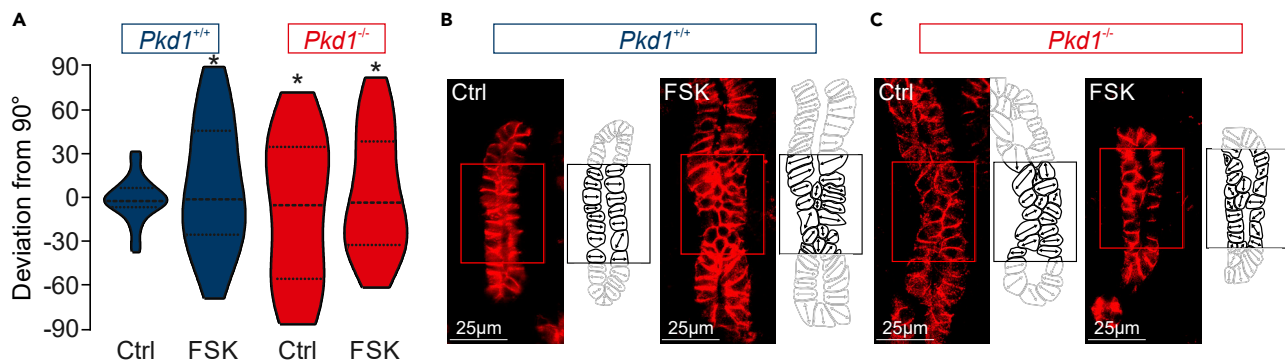 A
Pkd1+/+
Pkd1-/-
Deviation from 90°
90
60
30
0
-30
-60
-90
*
*
*
Ctrl
FSK
Ctrl
FSK
B
Pkd1+/+
Ctrl
25µm
FSK
25µm
C
Pkd1-/-
Ctrl
25µm
FSK
25µm